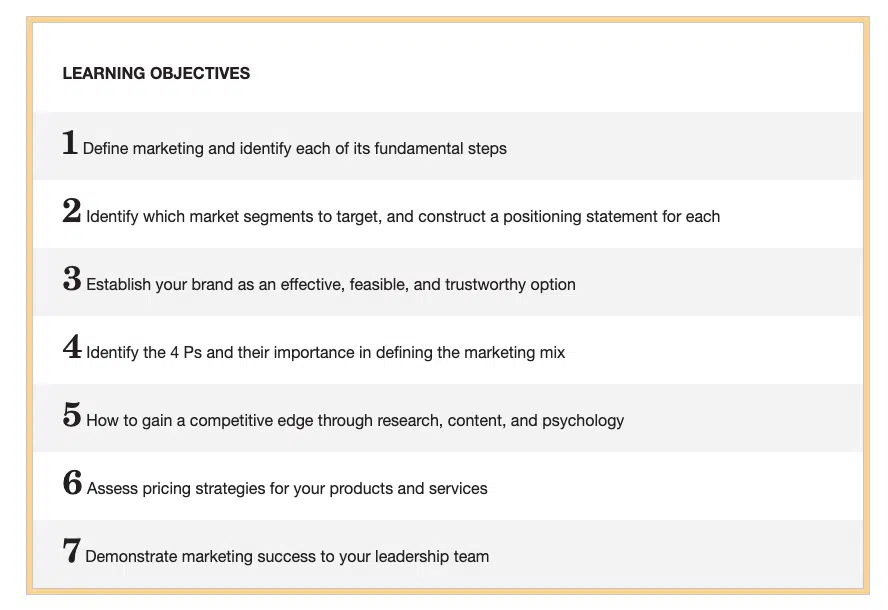 LEARNING OBJECTIVES
1 Define marketing and identify each of its fundamental steps
2 Identify which market segments to target, and construct a positioning statement for each
3 Establish your brand as an effective, feasible, and trustworthy option
4 Identify the 4 Ps and their importance in defining the marketing mix
5 How to gain a competitive edge through research, content, and psychology
6 Assess pricing strategies for your products and services
7 Demonstrate marketing success to your leadership team